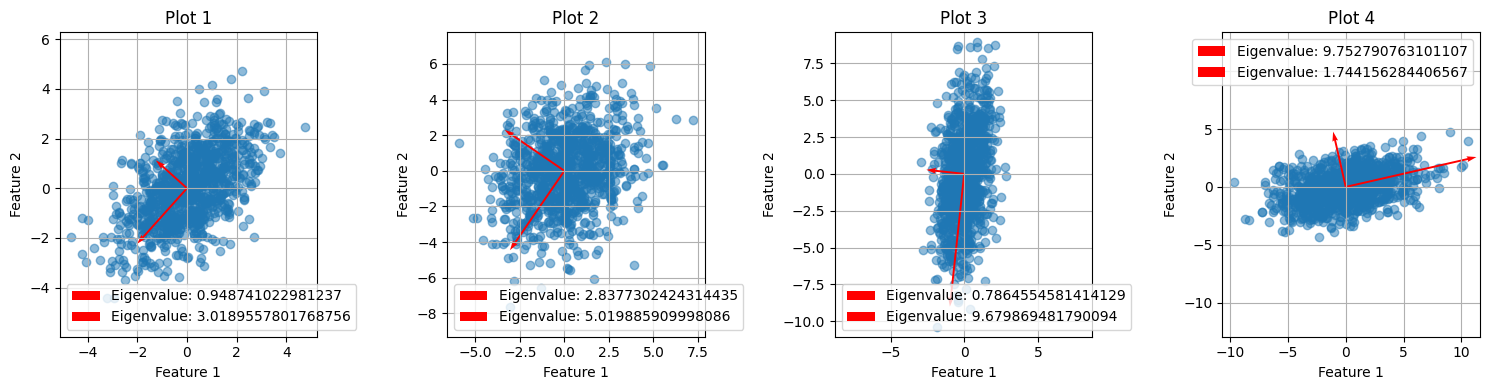 Plot 1
6
4
2
0
−2
−4
−4
−2
0
2
4
Feature 2
Feature 1
Eigenvalue: 0.948741022981237
Eigenvalue: 3.0189557801768756
Plot 2
6
4
2
0
−2
−4
−6
−8
−5.0
−2.5
0.0
2.5
5.0
7.5
Feature 2
Feature 1
Eigenvalue: 2.8377302424314435
Eigenvalue: 5.019885909998086
Plot 3
7.5
5.0
2.5
0.0
−2.5
−5.0
−7.5
−10.0
−5
0
5
Feature 2
Feature 1
Eigenvalue: 0.7864554581414129
Eigenvalue: 9.679869481790094
Plot 4
Eigenvalue: 9.752790763101107
Eigenvalue: 1.744156284406567
5
0
−5
−10
−10
−5
0
5
10
Feature 2
Feature 1